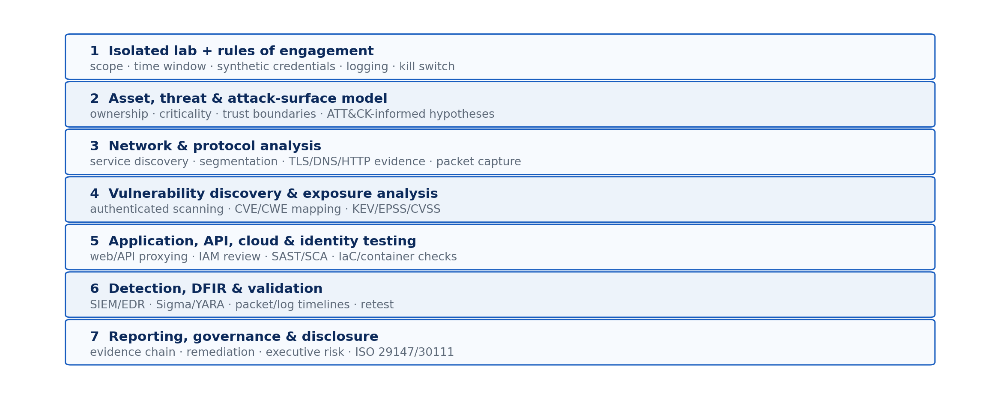 1 Isolated lab + rules of engagement
scope · time window · synthetic credentials · logging · kill switch
2 Asset, threat & attack-surface model
ownership · criticality · trust boundaries · ATT&CK-informed hypotheses
3 Network & protocol analysis
service discovery · segmentation · TLS/DNS/HTTP evidence · packet capture
4 Vulnerability discovery & exposure analysis
authenticated scanning · CVE/CWE mapping · KEV/EPSS/CVSS
5 Application, API, cloud & identity testing
web/API proxying · IAM review · SAST/SCA · IaC/container checks
6 Detection, DFIR & validation
SIEM/EDR · Sigma/YARA · packet/log timelines · retest
7 Reporting, governance & disclosure
evidence chain · remediation · executive risk · ISO 29147/30111